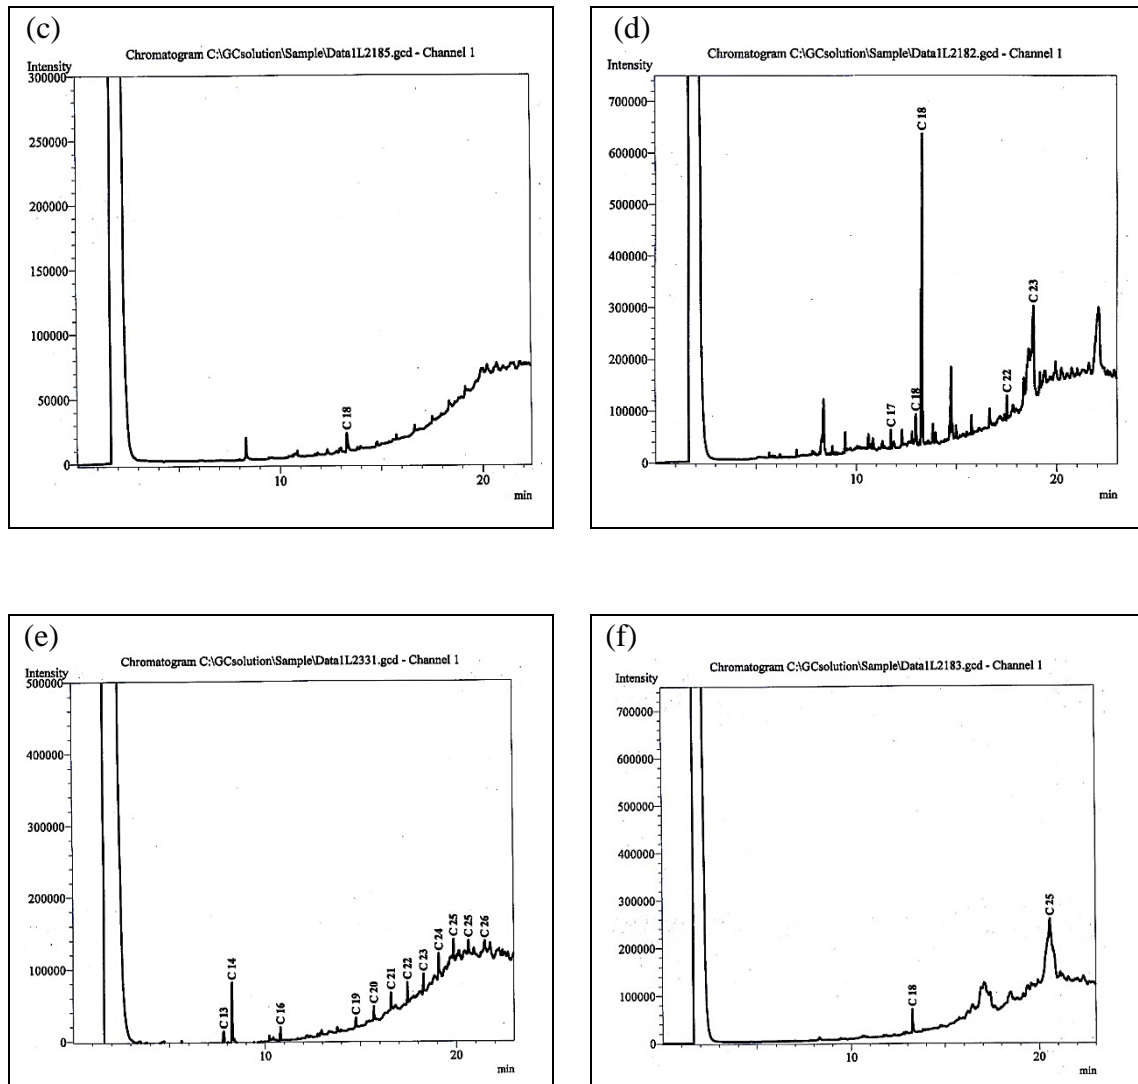 (c)
Chromatogram C:\GCsolution\Sample\Data1L2185.gcd - Channel 1
Intensity
300000
250000
200000
150000
100000
50000
0
C 18
10
20
min
(d)
Chromatogram C:\GCsolution\Sample\Data1L2182.gcd - Channel 1
Intensity
700000
600000
500000
400000
300000
200000
100000
0
C 17
C 18
C 18
C 22
C 23
10
20
min
(e)
Chromatogram C:\GCsolution\Sample\Data1L2331.gcd - Channel 1
Intensity
500000
400000
300000
200000
100000
0
C 13
C 14
C 16
C 19
C 20
C 21
C 22
C 23
C 24
C 25
C 25
C 26
10
20
min
(f)
Chromatogram C:\GCsolution\Sample\Data1L2183.gcd - Channel 1
Intensity
700000
600000
500000
400000
300000
200000
100000
0
C 18
C 25
10
20
min